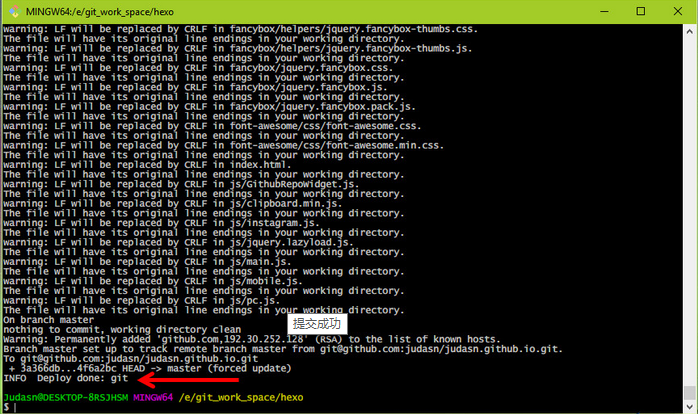 MINGW64:/e/git_work_space/hexo
warning: LF will be replaced by CRLF in fancybox/helpers/jquery.fancybox-thumbs.css.
The file will have its original line endings in your working directory.
warning: LF will be replaced by CRLF in fancybox/helpers/jquery.fancybox-thumbs.js.
The file will have its original line endings in your working directory.
warning: LF will be replaced by CRLF in fancybox/jquery.fancybox.css.
The file will have its original line endings in your working directory.
warning: LF will be replaced by CRLF in fancybox/jquery.fancybox.js.
The file will have its original line endings in your working directory.
warning: LF will be replaced by CRLF in fancybox/jquery.fancybox.pack.js.
The file will have its original line endings in your working directory.
warning: LF will be replaced by CRLF in font-awesome/css/font-awesome.css.
The file will have its original line endings in your working directory.
warning: LF will be replaced by CRLF in font-awesome/css/font-awesome.min.css.
The file will have its original line endings in your working directory.
warning: LF will be replaced by CRLF in index.html.
The file will have its original line endings in your working directory.
warning: LF will be replaced by CRLF in js/GithubRepoWidget.js.
The file will have its original line endings in your working directory.
warning: LF will be replaced by CRLF in js/clipboard.min.js.
The file will have its original line endings in your working directory.
warning: LF will be replaced by CRLF in js/instagram.js.
The file will have its original line endings in your working directory.
warning: LF will be replaced by CRLF in js/jquery.lazyload.js.
The file will have its original line endings in your working directory.
warning: LF will be replaced by CRLF in js/main.js.
The file will have its original line endings in your working directory.
warning: LF will be replaced by CRLF in js/mobile.js.
The file will have its original line endings in your working directory.
warning: LF will be replaced by CRLF in js/pc.js.
The file will have its original line endings in your working directory.
On branch master
提交成功
nothing to commit, working directory clean
Warning: Permanently added 'github.com,192.30.252.128' (RSA) to the list of known hosts.
Branch master set up to track remote branch master from git@github.com:judasn/judasn.github.io.git.
To git@github.com:judasn/judasn.github.io.git
+ 3a366db...4f6a2bc HEAD -> master (forced update)
INFO Deploy done: git
Judasn@DESKTOP-8RSJHSM MINGW64 /e/git_work_space/hexo
$